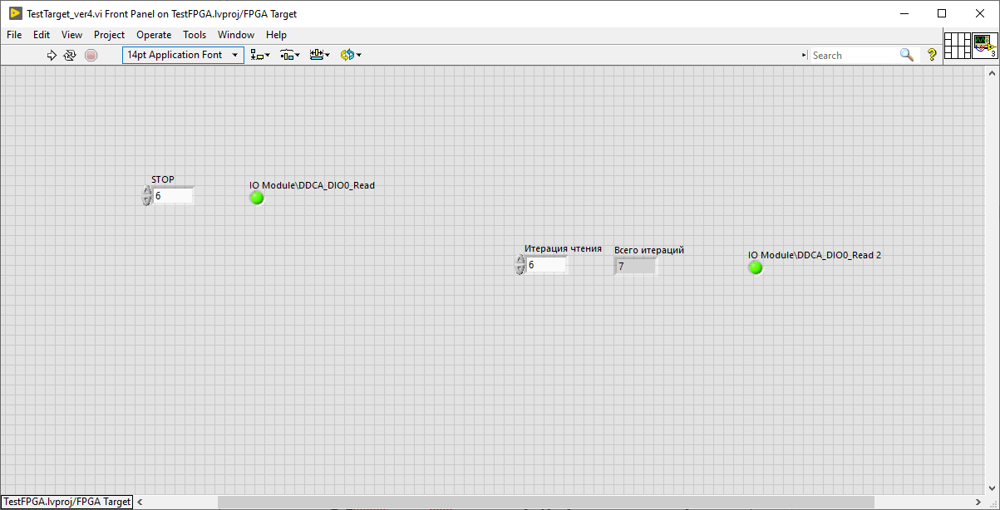 TestTarget_ver4.vi Front Panel on TestFPGA.lvproj/FPGA Target
File Edit View Project Operate Tools Window Help
14pt Application Font
Search
?
3
STOP
6
IO Module\DDCA_DIO0_Read
Итерация чтения
6
Всего итераций
7
IO Module\DDCA_DIO0_Read 2
TestFPGA.lvproj/FPGA Target